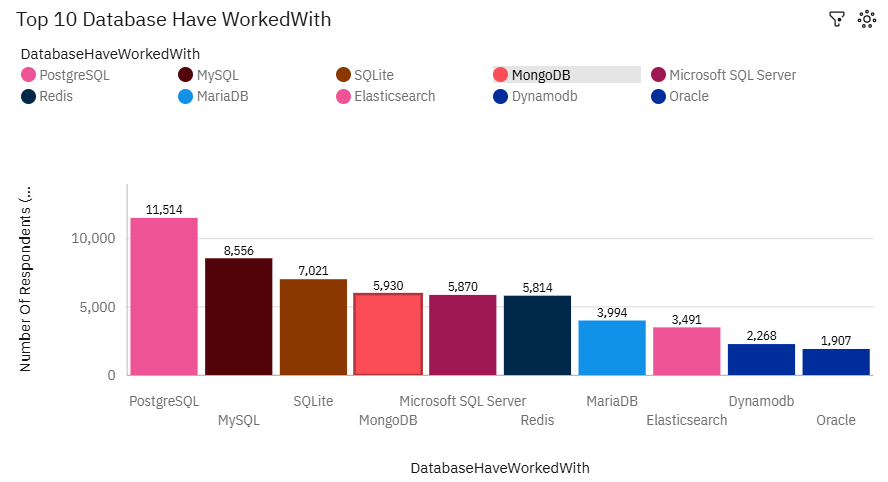 Top 10 Database Have WorkedWith
DatabaseHaveWorkedWith
PostgreSQL MySQL SQLite MongoDB Microsoft SQL Server
Redis MariaDB Elasticsearch Dynamodb Oracle
Number Of Respondents (...
10,000
5,000
0
11,514
8,556
7,021
5,930
5,870
5,814
3,994
3,491
2,268
1,907
PostgreSQL SQLite Microsoft SQL Server MariaDB Dynamodb
MySQL MongoDB Redis Elasticsearch Oracle
DatabaseHaveWorkedWith